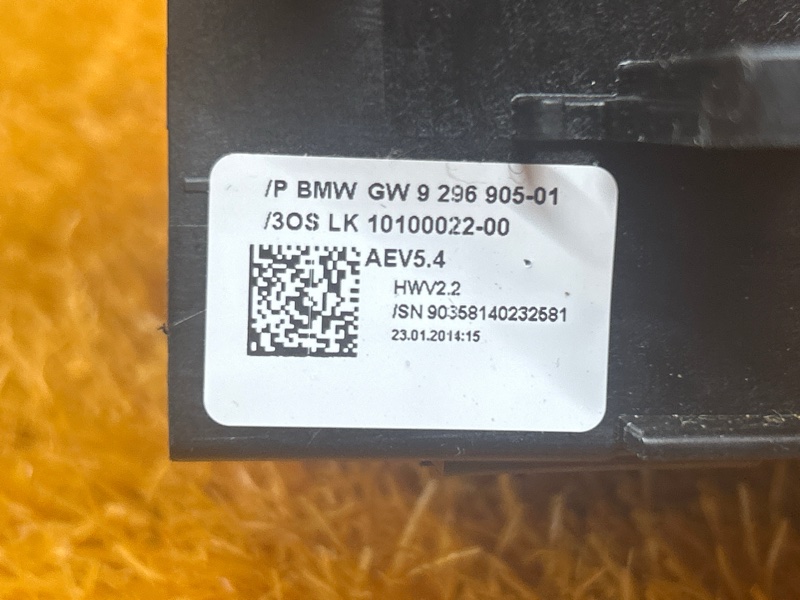 /P BMW GW 9 296 905-01
/3OS LK 10100022-00
AEV5.4
HWV2.2
/SN 90358140232581
23.01.2014:15